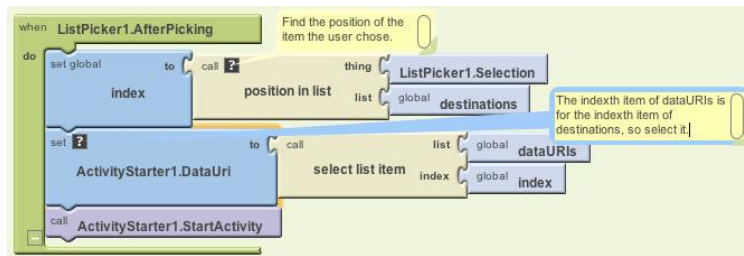 when ListPicker1.AfterPicking
Find the position of the
item the user chose.
do
set global to call ? thing ListPicker1.Selection
index position in list list global destinations
The indexth item of dataURIs is
for the indexth item of
destinations, so select it.
set ? to call list global dataURIs
ActivityStarter1.DataUri select list item index global index
call ActivityStarter1.StartActivity